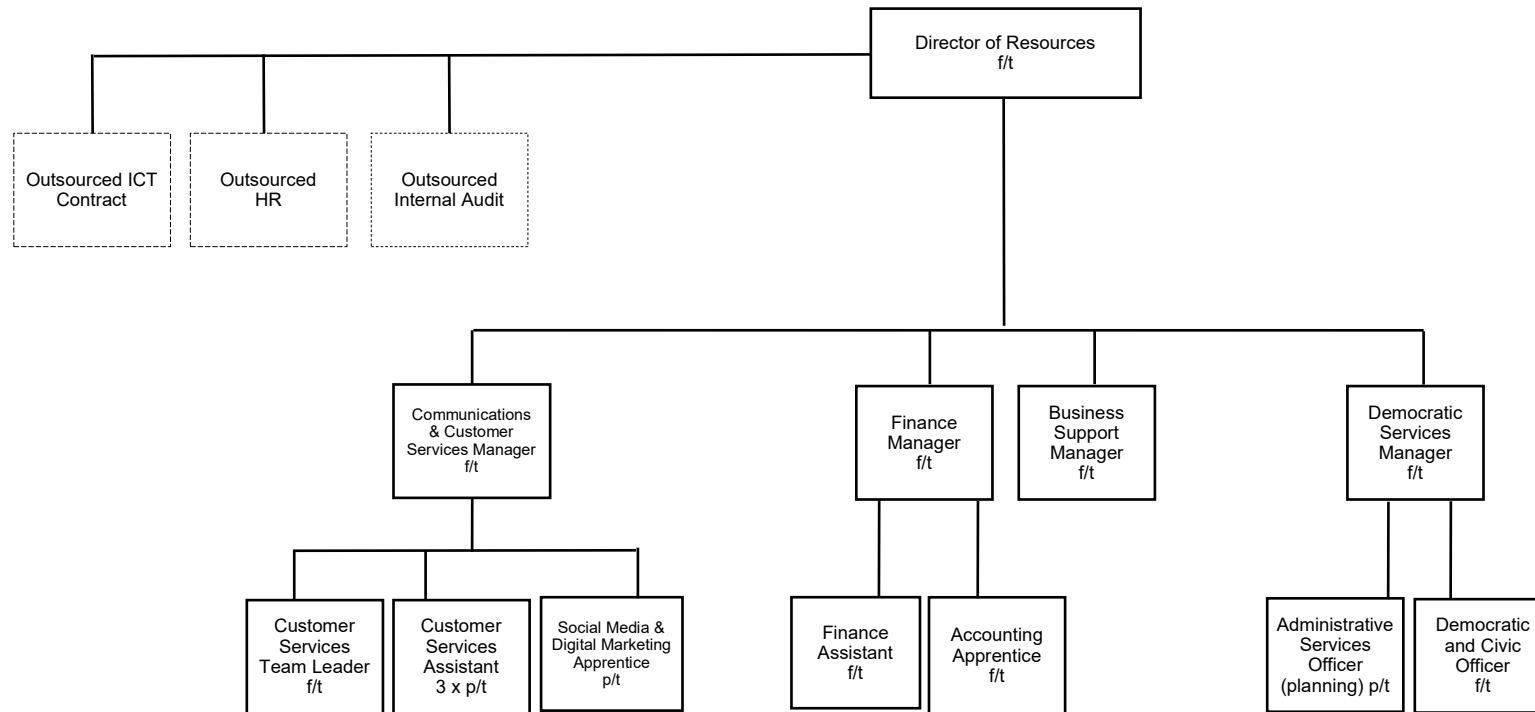 Director of Resources
f/t
Outsourced ICT
Contract
Outsourced
HR
Outsourced
Internal Audit
Communications
& Customer
Services Manager
f/t
Finance
Manager
f/t
Business
Support
Manager
f/t
Democratic
Services
Manager
f/t
Customer
Services
Team Leader
f/t
Customer
Services
Assistant
3 x p/t
Social Media &
Digital Marketing
Apprentice
p/t
Finance
Assistant
f/t
Accounting
Apprentice
f/t
Administrative
Services
Officer
(planning) p/t
Democratic
and Civic
Officer
f/t